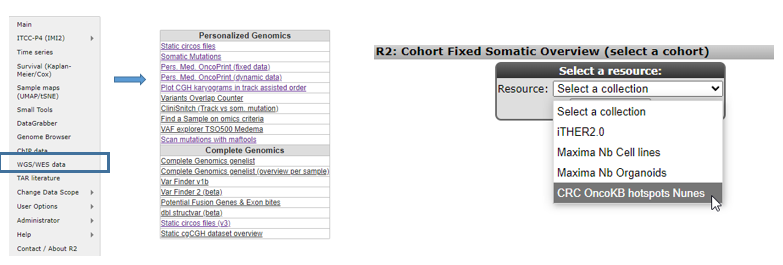 Main
ITCC-P4 (IMI2)
Time series
Survival (Kaplan-
Meier/Cox)
Sample maps
(UMAP/tSNE)
Small Tools
DataGrabber
Genome Browser
ChIP data
WGS/WES data
TAR literature
Change Data Scope
User Options
Administrator
Help
Contact / About R2
Personalized Genomics
Static circos files
Somatic Mutations
Pers. Med. OncoPrint (fixed data)
Pers. Med. OncoPrint (dynamic data)
Plot CGH karyograms in track assisted order
Variants Overlap Counter
CliniSnitch (Track vs som. mutation)
Find a Sample on omics criteria
VAF explorer TSO500 Medema
Scan mutations with maftools
Complete Genomics
Complete Genomics genelist
Complete Genomics genelist (overview per sample)
Var Finder v1b
Var Finder 2 (beta)
Potential Fusion Genes & Exon bites
dbl structvar (beta)
Static circos files (v3)
Static cgCGH dataset overview
R2: Cohort Fixed Somatic Overview (select a cohort)
Select a resource:
Resource: Select a collection
Select a collection
iTHER2.0
Maxima Nb Cell lines
Maxima Nb Organoids
CRC OncoKB hotspots Nunes